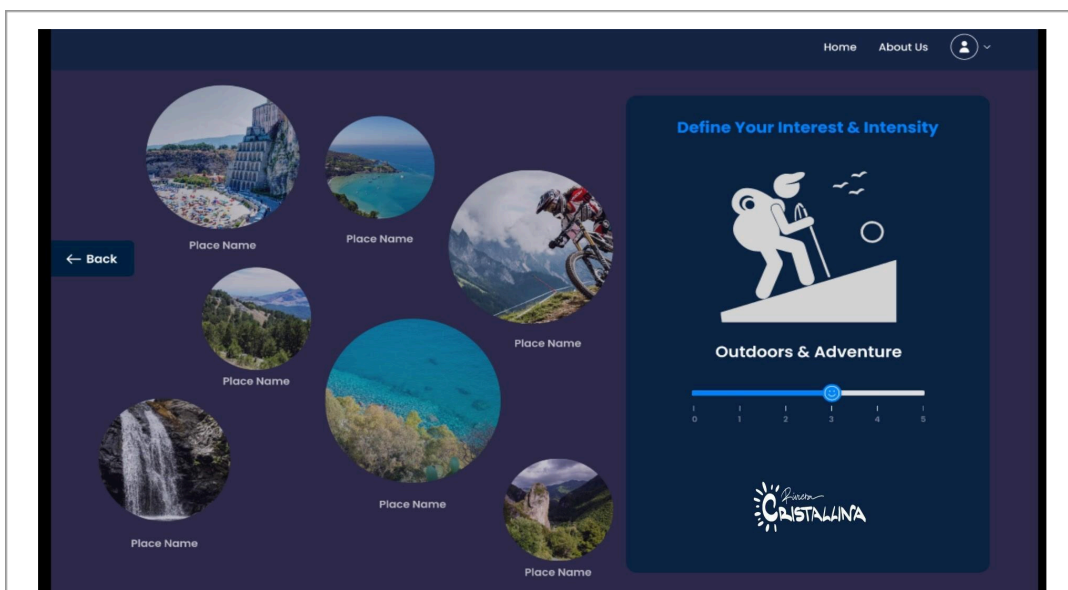 Home About Us
Define Your Interest & Intensity
Place Name
Place Name
← Back
Place Name
Place Name
Outdoors & Adventure
0 1 2 3 4 5
Place Name
Place Name
Place Name
Riviera
CRISTALLINA